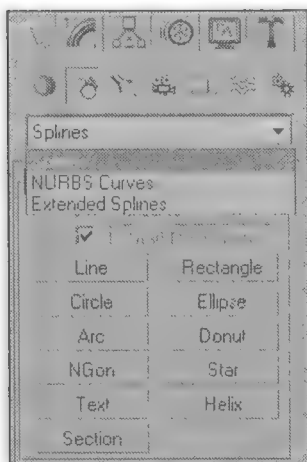 Splines
NURBS Curves
Extended Splines
Line Rectangle
Circle Ellipse
Arc Donut
NGon Star
Text Helix
Section